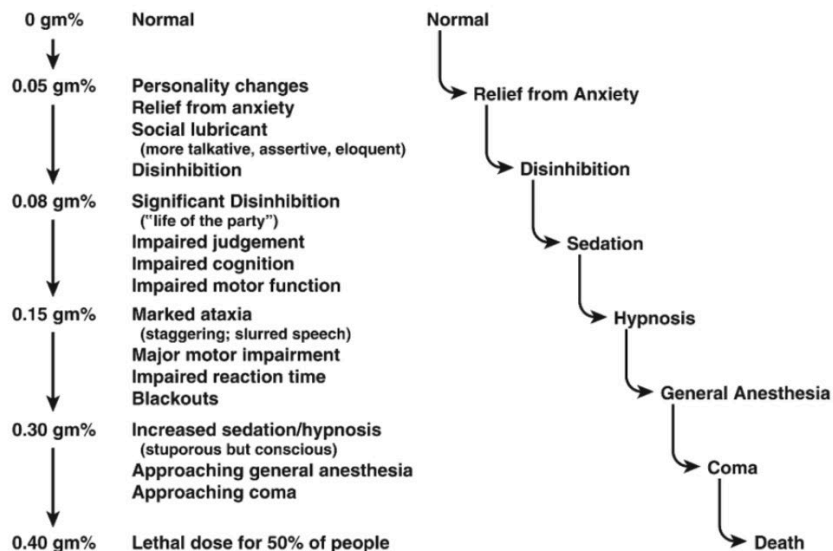 0 gm% Normal
0.05 gm% Personality changes
Relief from anxiety
Social lubricant
(more talkative, assertive, eloquent)
Disinhibition
0.08 gm% Significant Disinhibition
("life of the party")
Impaired judgement
Impaired cognition
Impaired motor function
0.15 gm% Marked ataxia
(staggering; slurred speech)
Major motor impairment
Impaired reaction time
Blackouts
0.30 gm% Increased sedation/hypnosis
(stuporous but conscious)
Approaching general anesthesia
Approaching coma
0.40 gm% Lethal dose for 50% of people
Normal
Relief from Anxiety
Disinhibition
Sedation
Hypnosis
General Anesthesia
Coma
Death